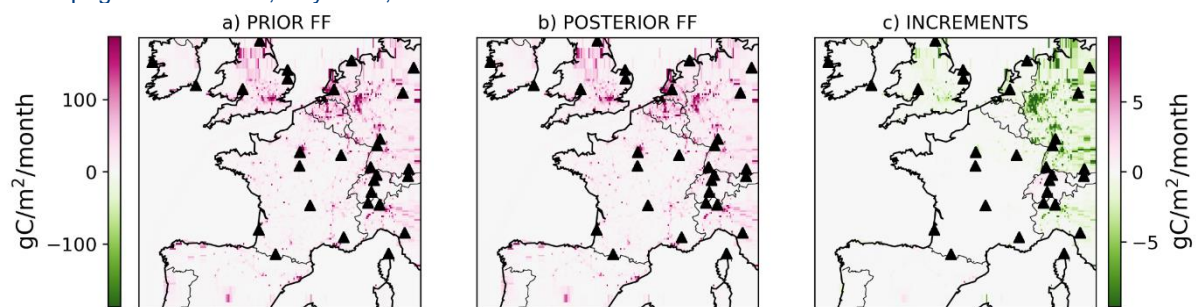 a) PRIOR FF b) POSTERIOR FF c) INCREMENTS
gC/m²/month
100
0
−100
5
0
−5
gC/m²/month